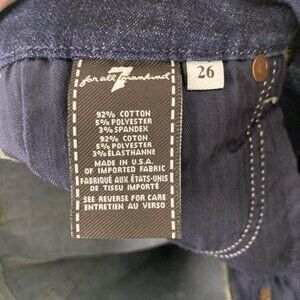 for all 7 mankind
26
92% COTTON
5% POLYESTER
3% SPANDEX
92% COTON
5% POLYESTER
3% ÉLASTHANNE
MADE IN U.S.A.
OF IMPORTED FABRIC
FABRIQUÉ AUX ÉTATS-UNIS
DE TISSU IMPORTÉ
SEE REVERSE FOR CARE
ENTRETIEN AU VERSO